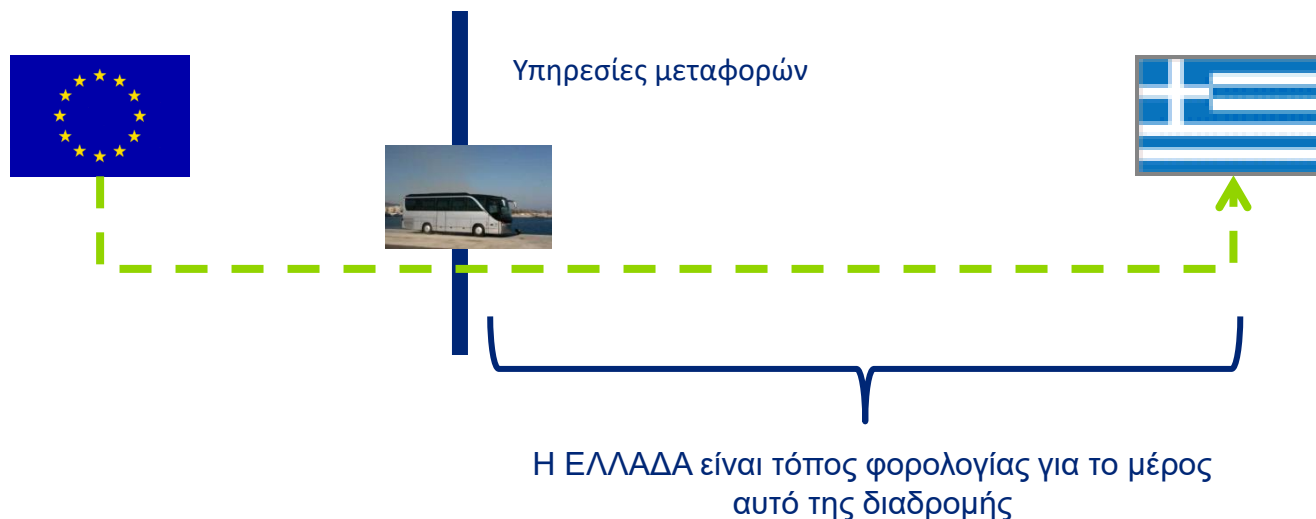 Υπηρεσίες μεταφορών
Η ΕΛΛΑΔΑ είναι τόπος φορολογίας για το μέρος
αυτό της διαδρομής